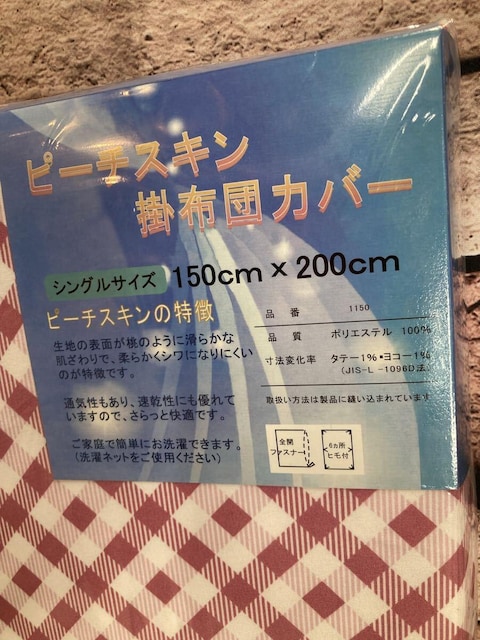 ピーチスキン
掛布団カバー
シングルサイズ 150cm×200cm
ピーチスキンの特徴
生地の表面が桃のように滑らかな
肌ざわりで、柔らかくシワになりにくい
のが特徴です。
通気性もあり、速乾性にも優れて
いますので、さらっと快適です。
ご家庭で簡単にお洗濯できます。
(洗濯ネットをご使用ください)
品番 1150
品質 ポリエステル 100%
寸法変化率 タテー1%・ヨコー1%
(JIS-L-1096D法)
取扱い方法は製品に縫い込まれています
全開
ファスナー
6カ所
ヒモ付